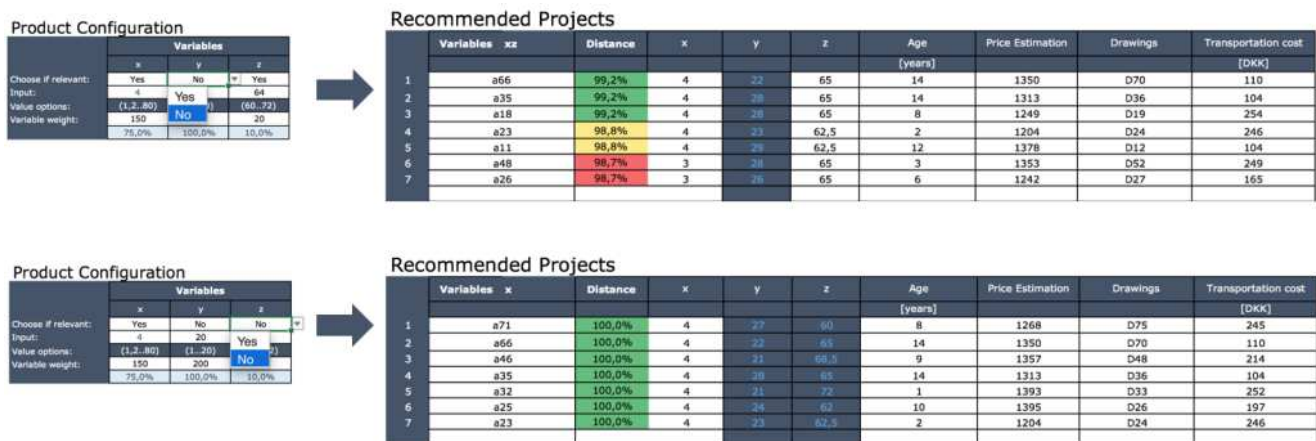 Product Configuration
Variables
x y z
Choose if relevant: Yes No Yes
Input: 4 64
Value options: (1,2..80) (60..72)
Variable weight: 150 20
75,0% 100,0% 10,0%
Yes
No
Recommended Projects
Variables xz Distance x y z Age Price Estimation Drawings Transportation cost
[years] [DKK]
1 a66 99,2% 4 22 65 14 1350 D70 110
2 a35 99,2% 4 28 65 14 1313 D36 104
3 a18 99,2% 4 28 65 8 1249 D19 254
4 a23 98,8% 4 23 62,5 2 1204 D24 246
5 a11 98,8% 4 29 62,5 12 1378 D12 104
6 a48 98,7% 3 28 65 3 1353 D52 249
7 a26 98,7% 3 26 65 6 1242 D27 165
Product Configuration
Variables
x y z
Choose if relevant: Yes No No
Input: 4 20
Value options: (1,2..80) (1..20)
Variable weight: 150 200
75,0% 100,0% 10,0%
Yes
No
Recommended Projects
Variables x Distance x y z Age Price Estimation Drawings Transportation cost
[years] [DKK]
1 a71 100,0% 4 27 60 8 1268 D75 245
2 a66 100,0% 4 22 65 14 1350 D70 110
3 a46 100,0% 4 21 9 1357 D48 214
4 a35 100,0% 4 28 65 14 1313 D36 104
5 a32 100,0% 4 21 72 1 1393 D33 252
6 a25 100,0% 4 24 62 10 1395 D26 197
7 a23 100,0% 4 23 62,5 2 1204 D24 246